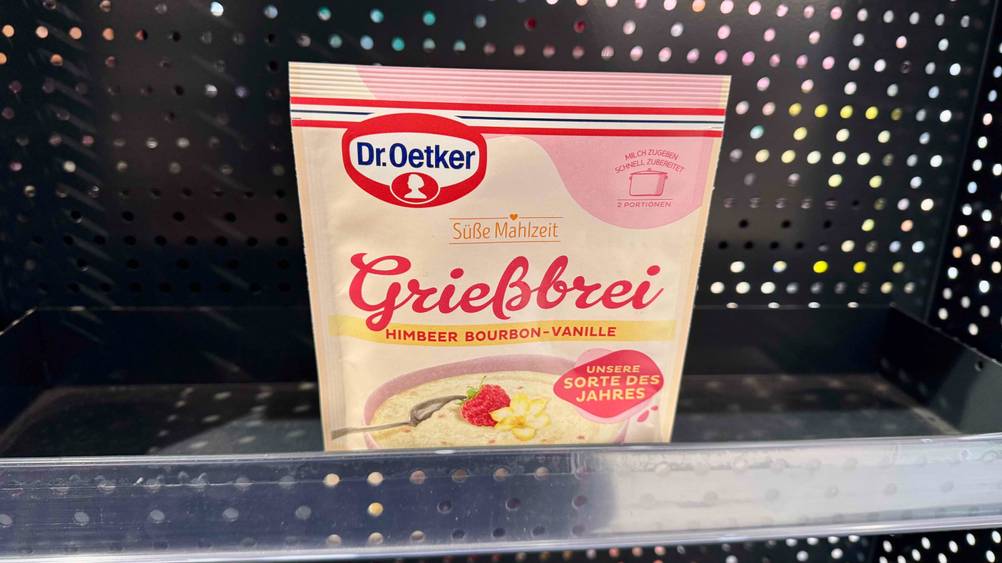 Dr.Oetker
MILCH ZUGEBEN
SCHNELL ZUBEREITET
2 PORTIONEN
Süße Mahlzeit
Grießbrei
HIMBEER BOURBON-VANILLE
UNSERE
SORTE DES
JAHRES